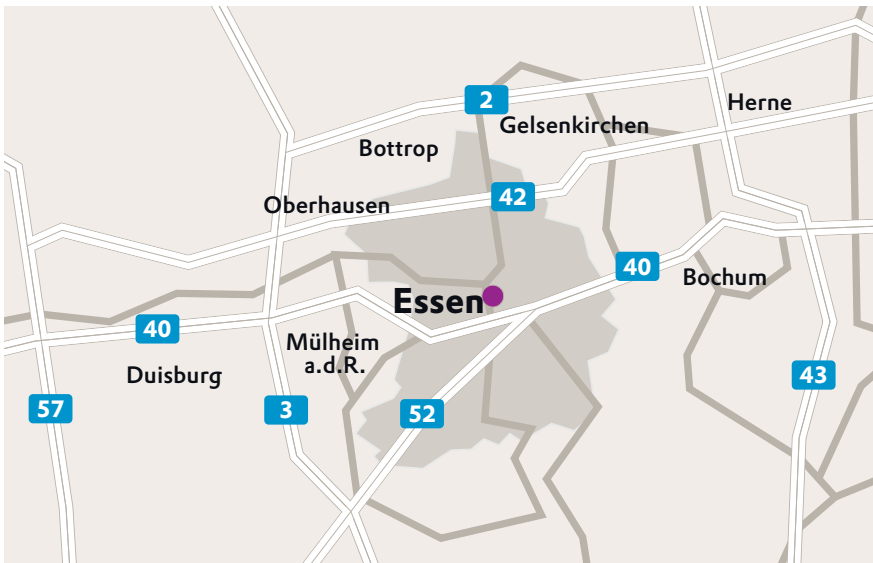 2
Herne
Gelsenkirchen
Bottrop
42
Oberhausen
40
Bochum
Essen
40
Mülheim
a.d.R.
Duisburg
43
57
3
52